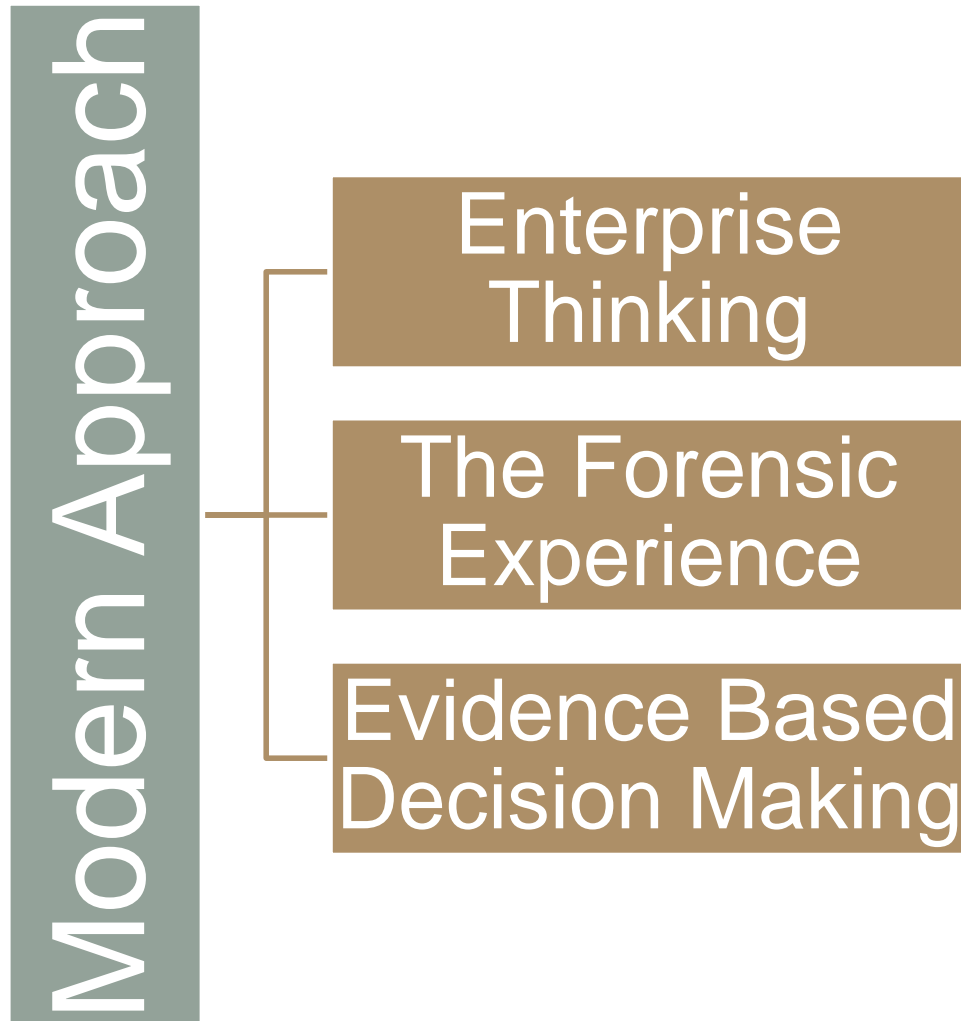 Modern Approach
Enterprise
Thinking
The Forensic
Experience
Evidence Based
Decision Making